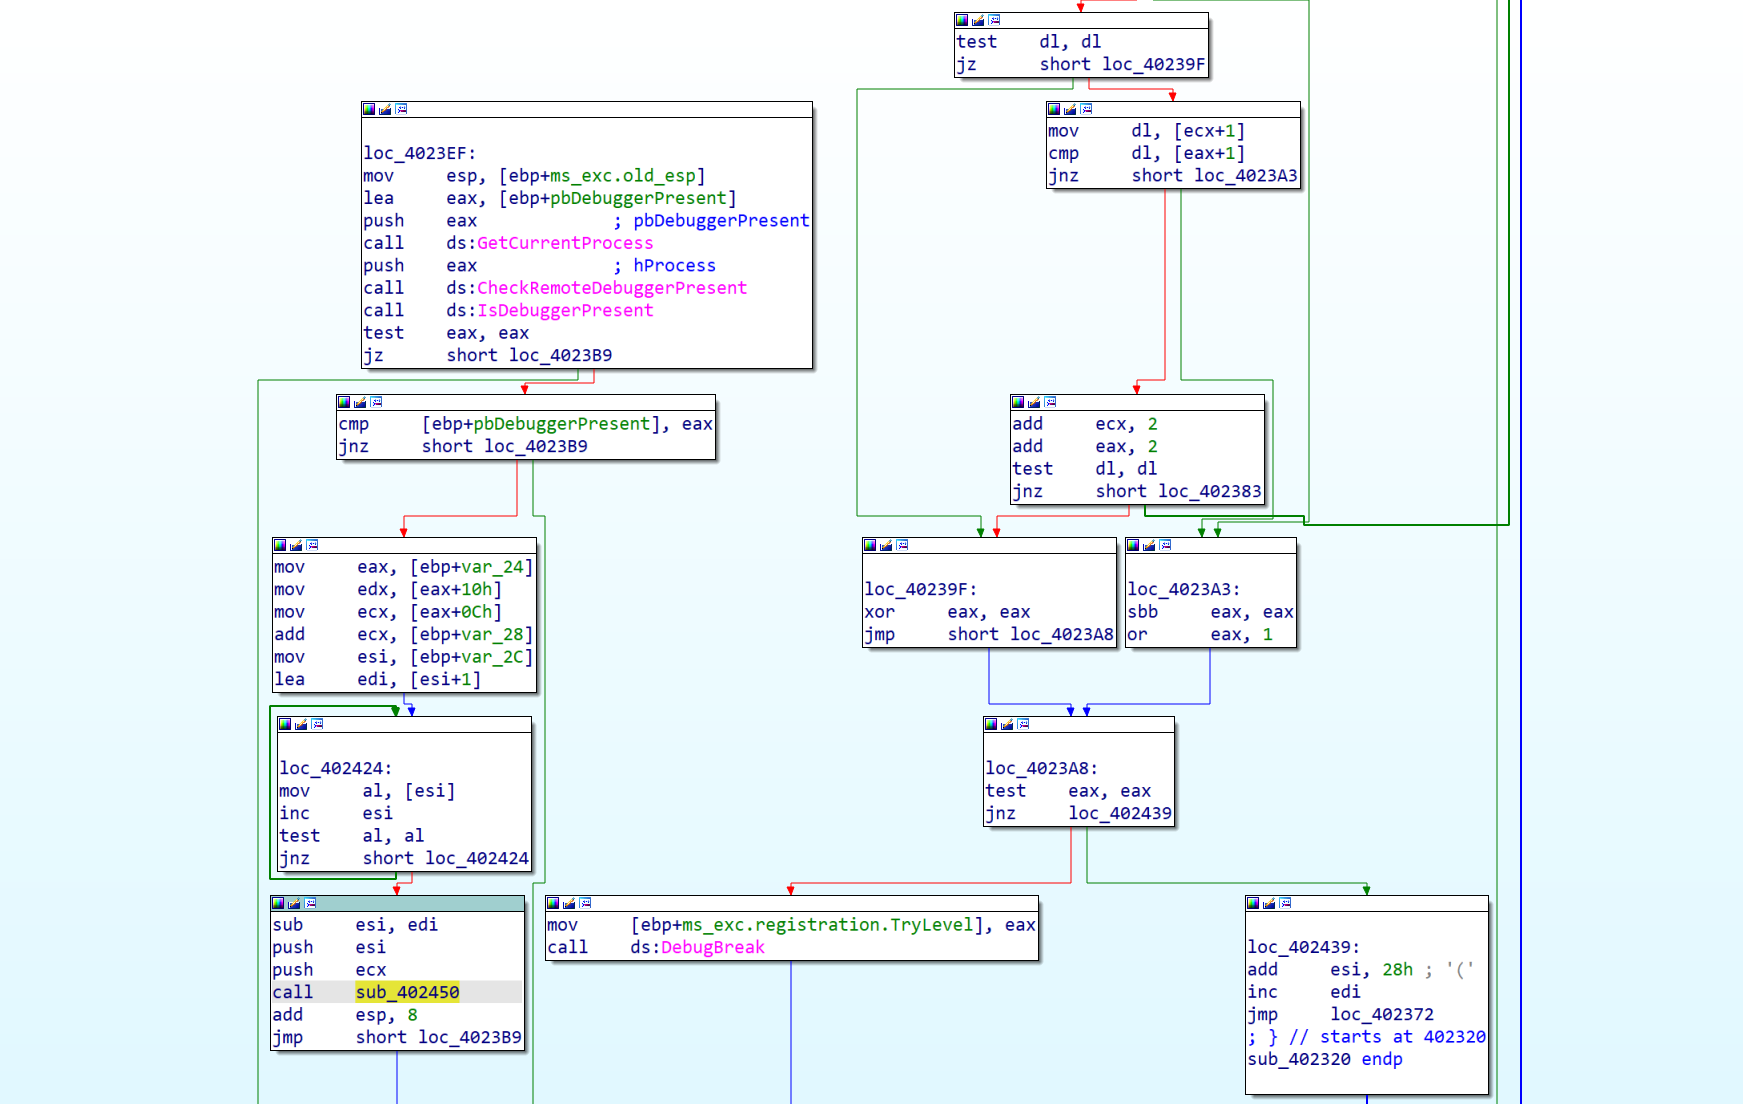 test    dl, dl
jz      short loc_40239F
mov     dl, [ecx+1]
cmp     dl, [eax+1]
jnz     short loc_4023A3
loc_4023EF:
mov     esp, [ebp+ms_exc.old_esp]
lea     eax, [ebp+pbDebuggerPresent]
push    eax             ; pbDebuggerPresent
call    ds:GetCurrentProcess
push    eax             ; hProcess
call    ds:CheckRemoteDebuggerPresent
call    ds:IsDebuggerPresent
test    eax, eax
jz      short loc_4023B9
cmp     [ebp+pbDebuggerPresent], eax
jnz     short loc_4023B9
add     ecx, 2
add     eax, 2
test    dl, dl
jnz     short loc_402383
mov     eax, [ebp+var_24]
mov     edx, [eax+10h]
mov     ecx, [eax+0Ch]
add     ecx, [ebp+var_28]
mov     esi, [ebp+var_2C]
lea     edi, [esi+1]
loc_40239F:
xor     eax, eax
jmp     short loc_4023A8
loc_4023A3:
sbb     eax, eax
or      eax, 1
loc_402424:
mov     al, [esi]
inc     esi
test    al, al
jnz     short loc_402424
loc_4023A8:
test    eax, eax
jnz     loc_402439
sub     esi, edi
push    esi
push    ecx
call    sub_402450
add     esp, 8
jmp     short loc_4023B9
mov     [ebp+ms_exc.registration.TryLevel], eax
call    ds:DebugBreak
loc_402439:
add     esi, 28h ; '('
inc     edi
jmp     loc_402372
; } // starts at 402320
sub_402320 endp